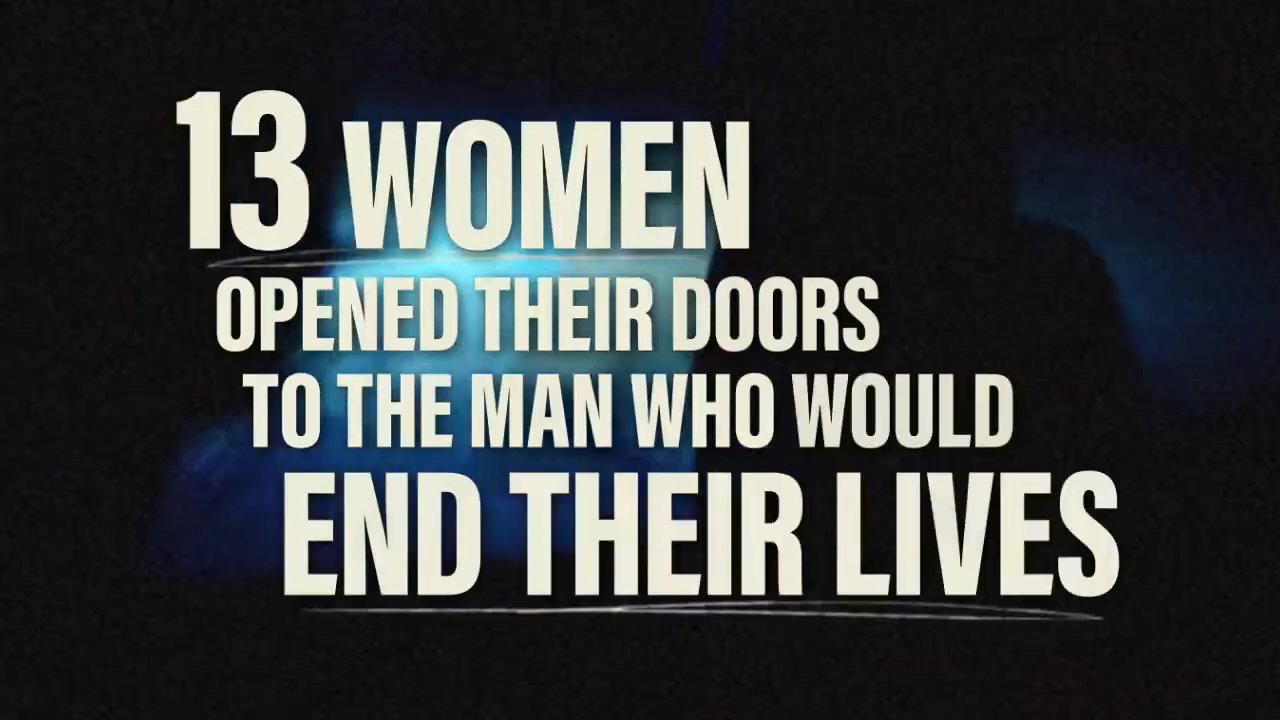 13 WOMEN
OPENED THEIR DOORS
TO THE MAN WHO WOULD
END THEIR LIVES